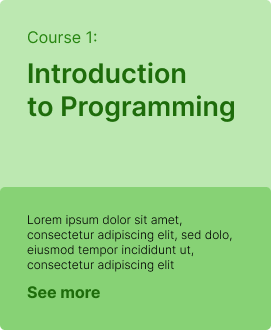 Course 1:
Introduction
to Programming
Lorem ipsum dolor sit amet,
consectetur adipiscing elit, sed dolo,
eiusmod tempor incididunt ut,
consectetur adipiscing elit
See more